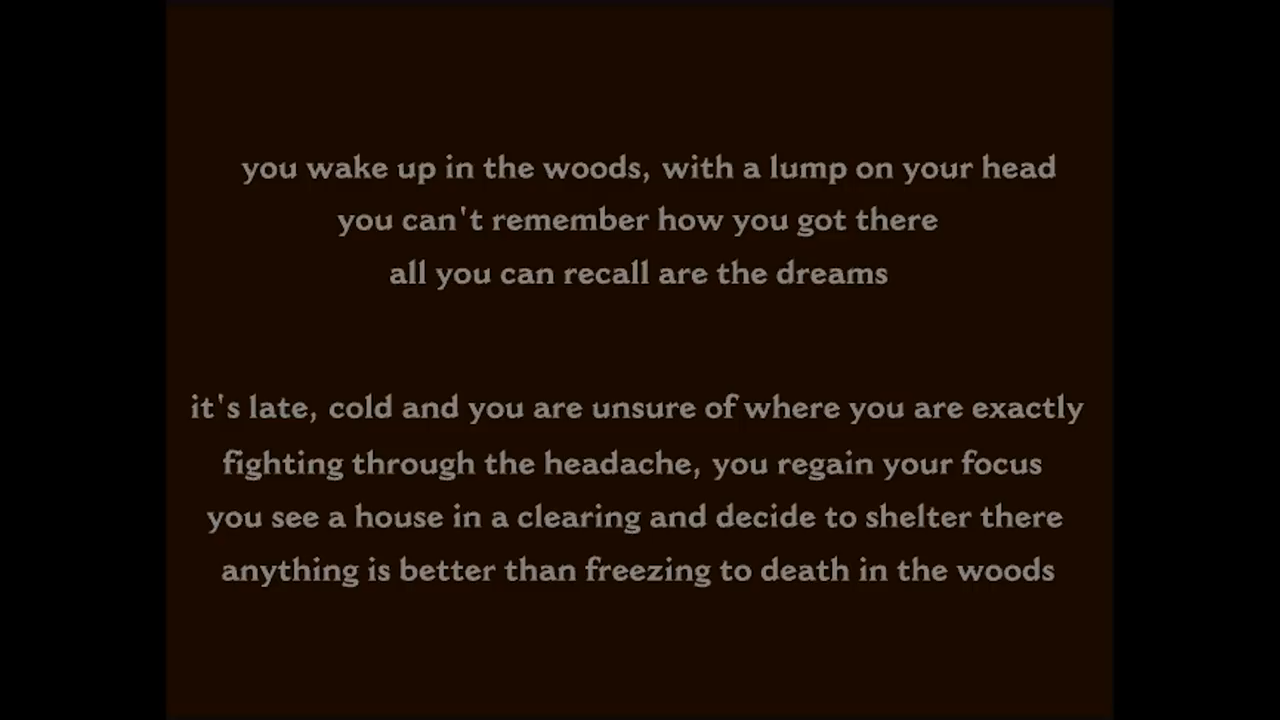 you wake up in the woods, with a lump on your head
you can't remember how you got there
all you can recall are the dreams
it's late, cold and you are unsure of where you are exactly
fighting through the headache, you regain your focus
you see a house in a clearing and decide to shelter there
anything is better than freezing to death in the woods